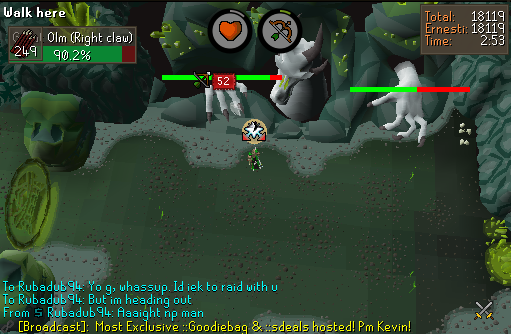 Walk here
Olm (Right claw)
249
90.2%
Total: 18119
Ernesti: 18119
Time: 2:53
52
To Rubadub94: Yo g, whassup. Id iek to raid with u
To Rubadub94: But im heading out
From S Rubadub94: Aaaight np man
[Broadcast]: Most Exclusive ::Goodiebag & ::sdeals hosted! Pm Kevin!